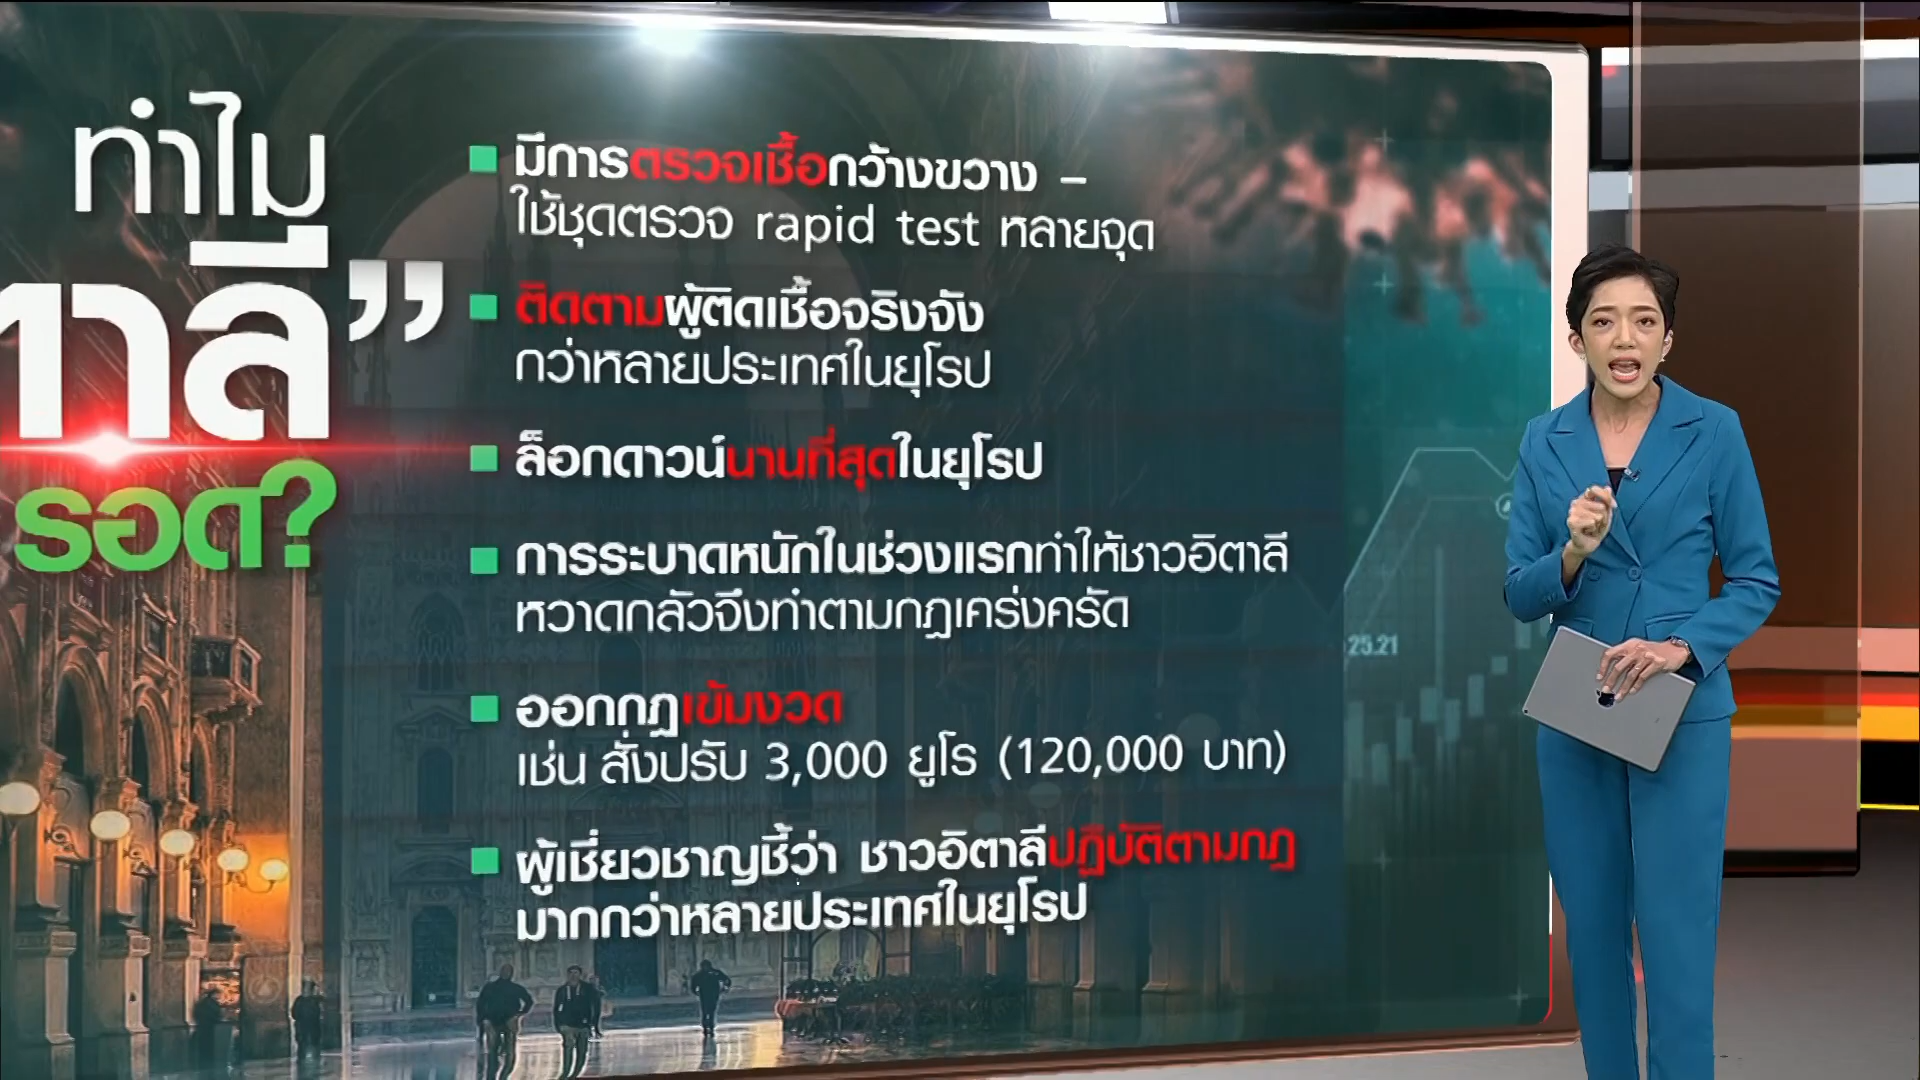 ทำไม
ตาลี”
รอด?
มีการตรวจเชื้อกว้างขวาง –
ใช้ชุดตรวจ rapid test หลายจุด
ติดตามผู้ติดเชื้อจริงจัง
กว่าหลายประเทศในยุโรป
ล็อกดาวน์นานที่สุดในยุโรป
การระบาดหนักในช่วงแรกทำให้ชาวอิตาลี
หวาดกลัวจึงทำตามกฎเคร่งครัด
ออกกฎเข้มงวด
เช่น สั่งปรับ 3,000 ยูโร (120,000 บาท)
ผู้เชี่ยวชาญชี้ว่า ชาวอิตาลีปฏิบัติตามกฎ
มากกว่าหลายประเทศในยุโรป
25.21